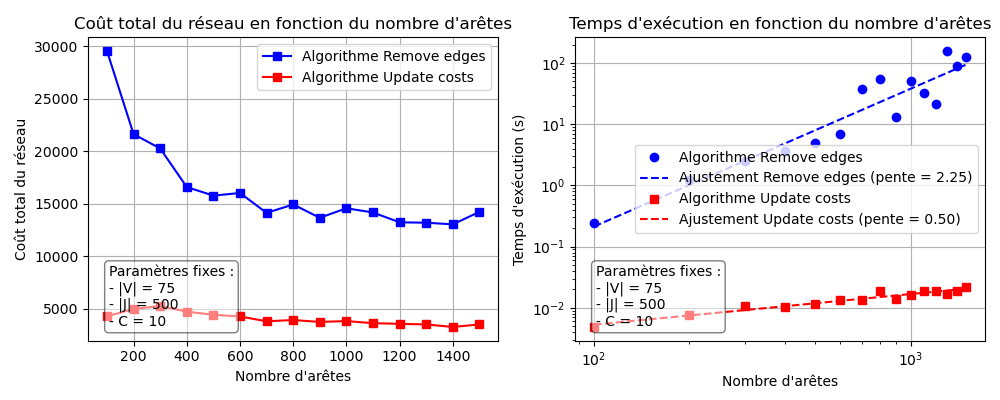 Coût total du réseau en fonction du nombre d'arêtes
30000
25000
20000
15000
10000
5000
Coût total du réseau
Algorithme Remove edges
Algorithme Update costs
Paramètres fixes :
- |V| = 75
- |J| = 500
- C = 10
200 400 600 800 1000 1200 1400
Nombre d'arêtes
Temps d'exécution en fonction du nombre d'arêtes
10²
10¹
10⁰
10⁻¹
10⁻²
Temps d'exécution (s)
Algorithme Remove edges
Ajustement Remove edges (pente = 2.25)
Algorithme Update costs
Ajustement Update costs (pente = 0.50)
Paramètres fixes :
- |V| = 75
- |J| = 500
- C = 10
10² 10³
Nombre d'arêtes